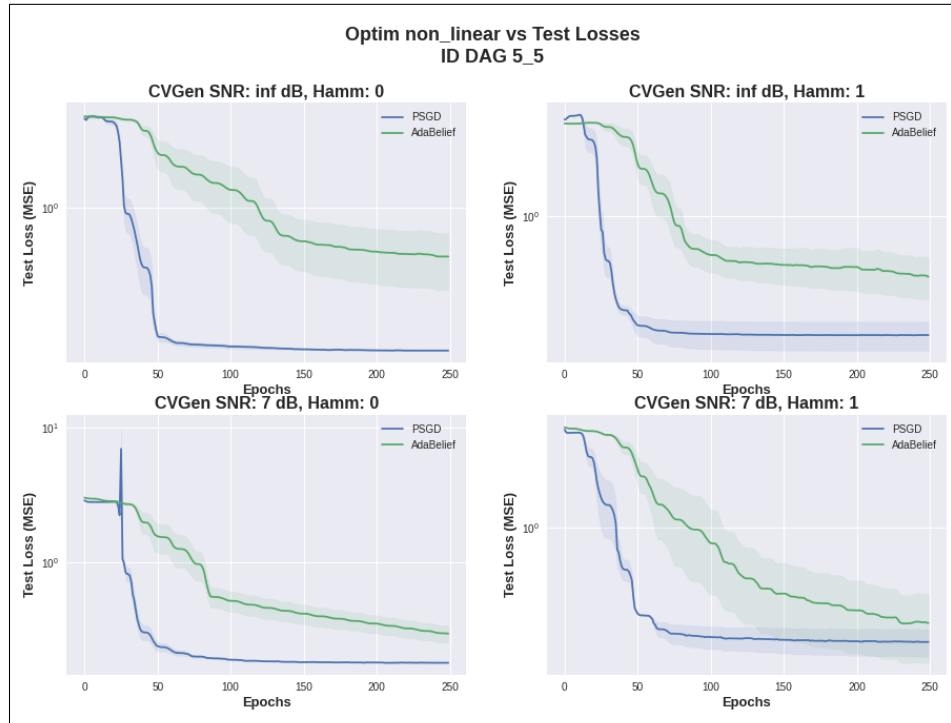 Optim non_linear vs Test Losses
ID DAG 5_5
CVGen SNR: inf dB, Hamm: 0
PSGD
AdaBelief
10⁰
Test Loss (MSE)
0 50 100 150 200 250
Epochs
CVGen SNR: inf dB, Hamm: 1
PSGD
AdaBelief
10⁰
Test Loss (MSE)
0 50 100 150 200 250
Epochs
CVGen SNR: 7 dB, Hamm: 0
PSGD
AdaBelief
10¹
10⁰
Test Loss (MSE)
0 50 100 150 200 250
Epochs
CVGen SNR: 7 dB, Hamm: 1
PSGD
AdaBelief
10⁰
Test Loss (MSE)
0 50 100 150 200 250
Epochs